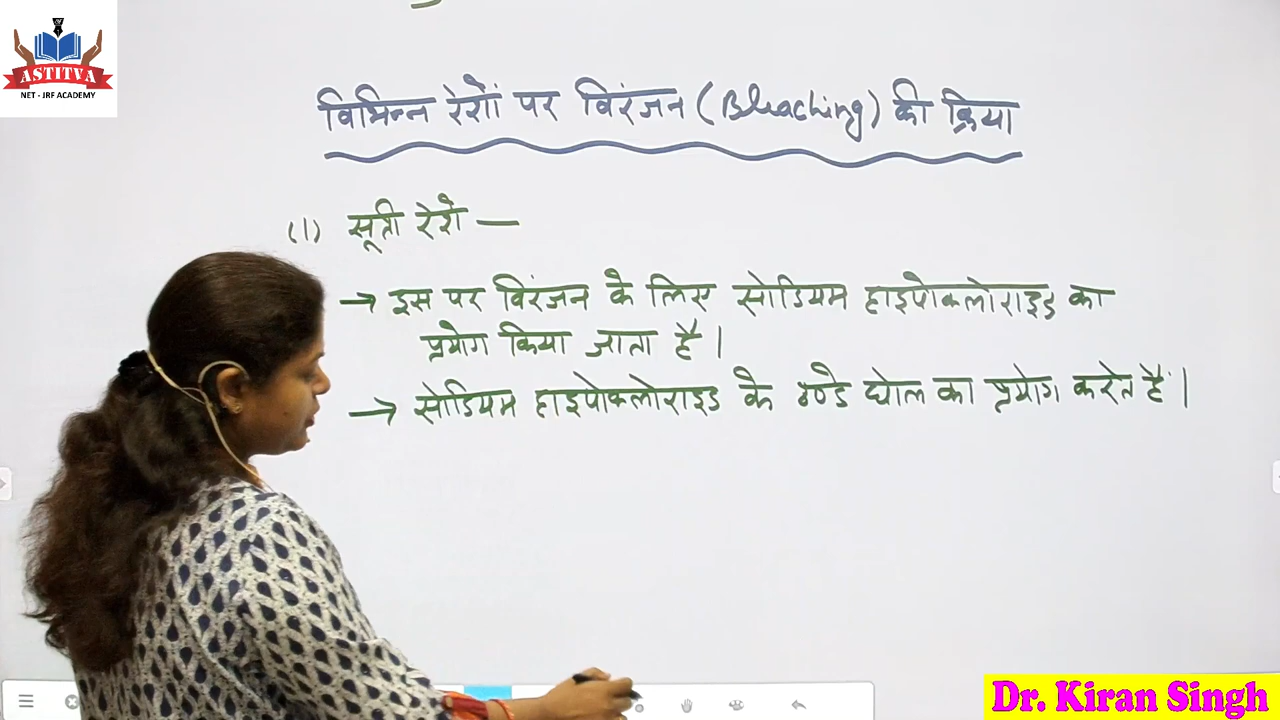 ASTITVA
NET - JRF ACADEMY
विभिन्न रेशों पर विरंजन (Bleaching) की क्रिया
(1) सूत्री रेशे —
→ इस पर विरंजन के लिए सोडियम हाइपोक्लोराइड का
प्रयोग किया जाता है।
→ सोडियम हाइपोक्लोराइड के ठण्डे घोल का प्रयोग करते हैं।
Dr. Kiran Singh